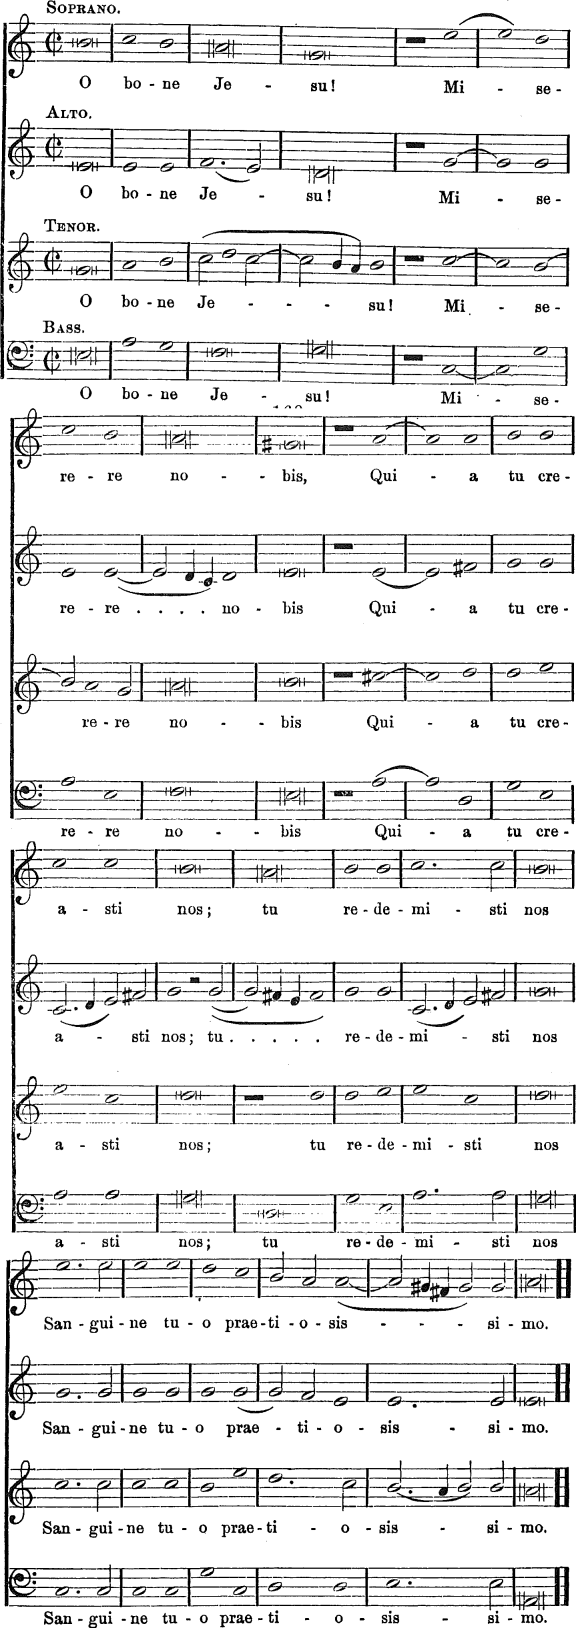 SOPRANO.
O bo - ne Je - su! Mi - se-
ALTO.
O bo - ne Je - su! Mi - se-
TENOR.
O bo - ne Je - - - su! Mi - se-
BASS.
O bo - ne Je - su! Mi - se-
re - re no - - bis, Qui - a tu cre-
re - re . . . . no - bis Qui - a tu cre-
re - re no - - bis Qui - a tu cre-
re - re no - - bis Qui - a tu cre-
a - sti nos; tu re - de - mi - sti nos
a - sti nos; tu . . . . . re - de - mi - sti nos
a - sti nos; tu re - de - mi - sti nos
a - sti nos; tu re - de - mi - sti nos
San - gui - ne tu - o prae - ti - o - sis - - - si - mo.
San - gui - ne tu - o prae - ti - o - sis - si - mo.
San - gui - ne tu - o prae - ti - o - sis - si - mo.
San - gui - ne tu - o prae - ti - o - sis - si - mo.